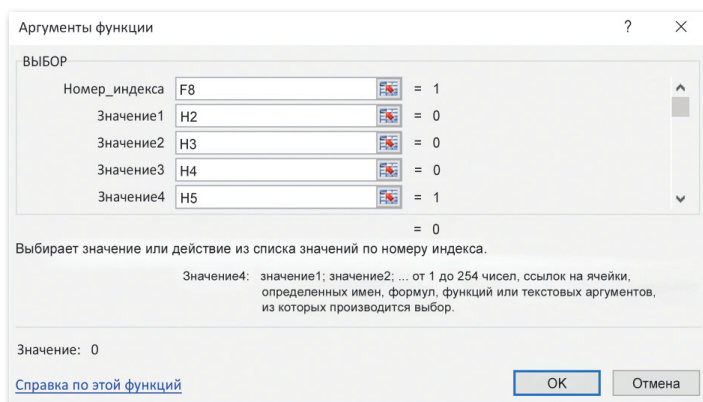 Аргументы функции ? ×
ВЫБОР
Номер_индекса F8 = 1
Значение1 H2 = 0
Значение2 H3 = 0
Значение3 H4 = 0
Значение4 H5 = 1
= 0
Выбирает значение или действие из списка значений по номеру индекса.
Значение4: значение1; значение2; ... от 1 до 254 чисел, ссылок на ячейки,
определенных имен, формул, функций или текстовых аргументов,
из которых производится выбор.
Значение: 0
Справка по этой функций
OK Отмена